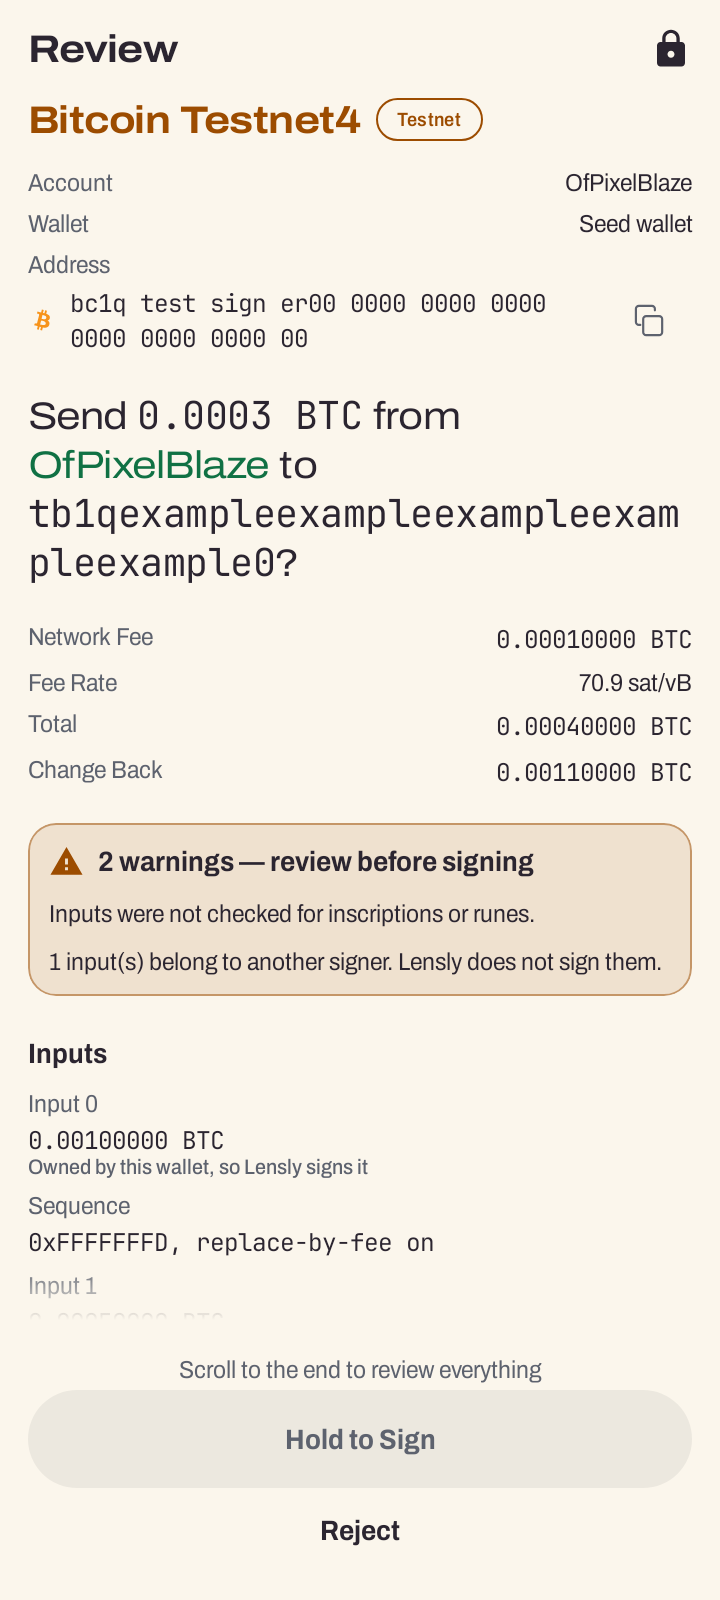 Review
Bitcoin Testnet4 Testnet
Account OfPixelBlaze
Wallet Seed wallet
Address
bc1q test sign er00 0000 0000 0000
0000 0000 0000 00
Send 0.0003 BTC from
OfPixelBlaze to
tb1qexampleexampleexampleexam
pleexample0?
Network Fee 0.00010000 BTC
Fee Rate 70.9 sat/vB
Total 0.00040000 BTC
Change Back 0.00110000 BTC
2 warnings — review before signing
Inputs were not checked for inscriptions or runes.
1 input(s) belong to another signer. Lensly does not sign them.
Inputs
Input 0
0.00100000 BTC
Owned by this wallet, so Lensly signs it
Sequence
0xFFFFFFFD, replace-by-fee on
Input 1
Scroll to the end to review everything
Hold to Sign
Reject